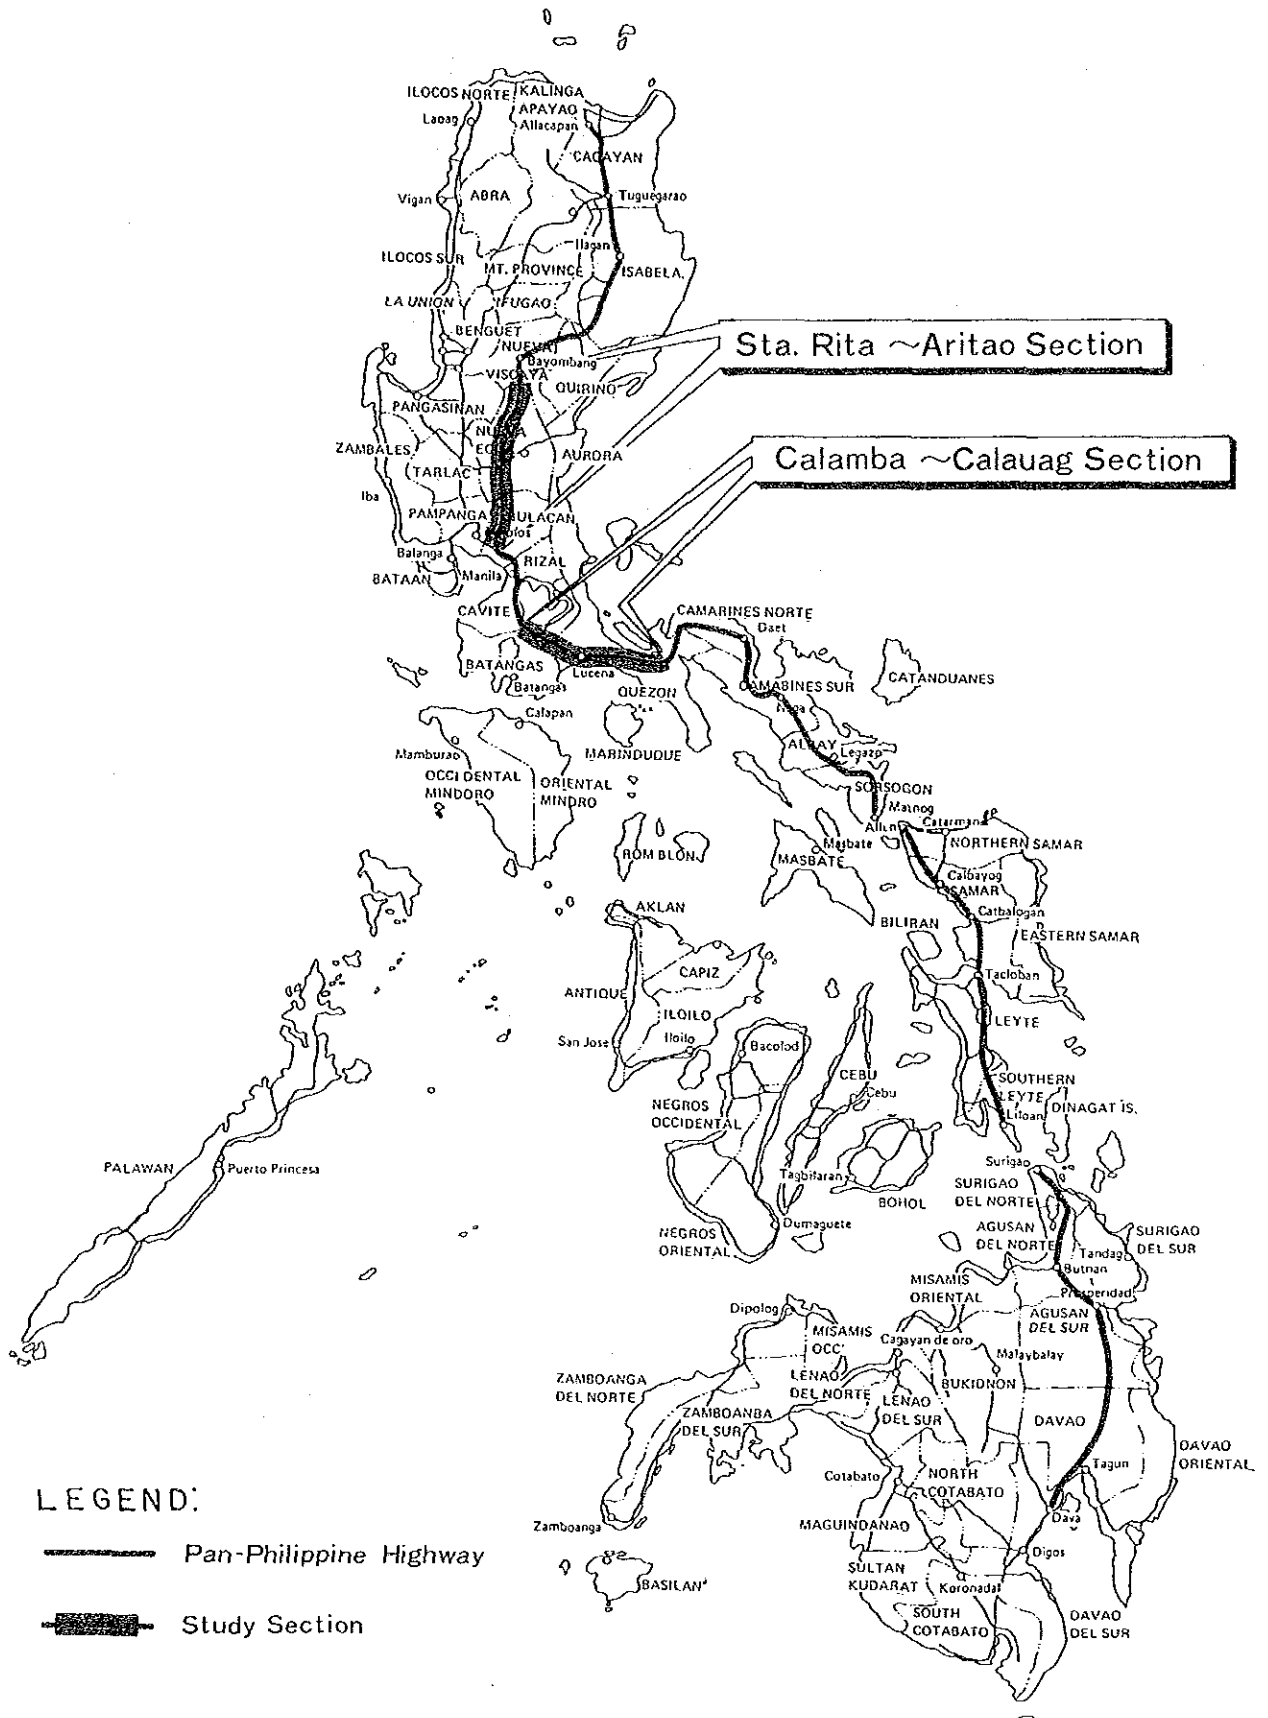 ILOCOS NORTE
KALINGA
APAYAO
Laoag
Allacapan
CAGAYAN
Vigan
ABRA
Tuguegarao
Ilagan
ILOCOS SUR
MT. PROVINCE
ISABELA.
LA UNION
IFUGAO
BENGUET
NUEVA
Bayombang
VISCAYA
QUIRINO
Sta. Rita ~Aritao Section
PANGASINAN
ZAMBALES
AURORA
Calamba ~Calauag Section
TARLAC
Iba
PAMPANGA
BULACAN
Balanga
RIZAL
BATAAN
Manila
CAVITE
CAMARINES NORTE
Daet
BATANGAS
Lucena
Batangas
QUEZON
CAMARINES SUR
CATANDUANES
Naga
Calapan
Mamburao
MARINDUQUE
ALBAY
Legazp
OCCIDENTAL
MINDORO
ORIENTAL
MINDRO
SORSOGON
Matnog
Allen
Catarman
NORTHERN SAMAR
ROMBLON
Masbate
MASBATE
Calbayog
SAMAR
Catbalogan
AKLAN
BILIRAN
EASTERN SAMAR
CAPIZ
Tacloban
ANTIQUE
ILOILO
LEYTE
San Jose
Iloilo
Bacolod
CEBU
Cebu
SOUTHERN
LEYTE
Liloan
DINAGAT IS.
NEGROS
OCCIDENTAL
PALAWAN
Puerto Princesa
Tagbilaran
BOHOL
Surigao
SURIGAO
DEL NORTE
Dumaguete
NEGROS
ORIENTAL
AGUSAN
DEL NORTE
SURIGAO
DEL SUR
Tandag
Butnan
MISAMIS
ORIENTAL
Prosperidad
AGUSAN
DEL SUR
Dipolog
MISAMIS
OCC'
Cagayan de oro
Malaybalay
ZAMBOANGA
DEL NORTE
LENAO
DEL NORTE
BUKIDNON
ZAMBOANBA
DEL SUR
LENAO
DEL SUR
DAVAO
DAVAO
ORIENTAL
Tagun
Cotabato
NORTH
COTABATO
LEGEND:
Zamboanga
MAGUINDANAO
Dava
Pan-Philippine Highway
Digos
BASILAN
SULTAN
KUDARAT
Koronadal
Study Section
SOUTH
COTABATO
DAVAO
DEL SUR